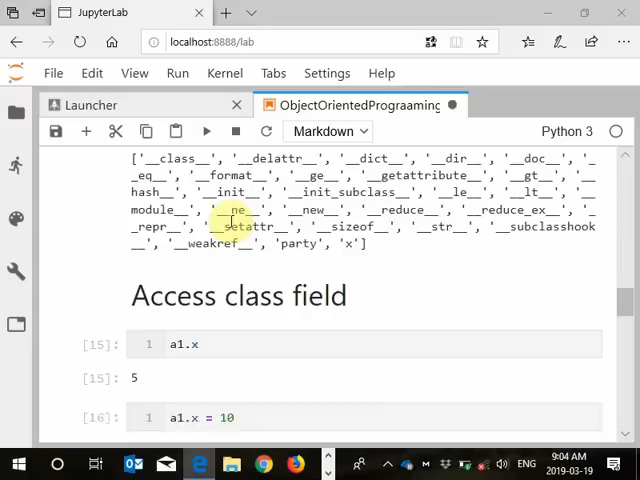 JupyterLab
localhost:8888/lab
File Edit View Run Kernel Tabs Settings Help
Launcher
ObjectOrientedPrograaming
Markdown
Python 3
['__class__', '__delattr__', '__dict__', '__dir__', '__doc__', '_
_eq__', '__format__', '__ge__', '__getattribute__', '__gt__', '__
hash__', '__init__', '__init_subclass__', '__le__', '__lt__', '__
module__', '__ne__', '__new__', '__reduce__', '__reduce_ex__', '_
_repr__', '__setattr__', '__sizeof__', '__str__', '__subclasshook
__', '__weakref__', 'party', 'x']
Access class field
[15] 1 a1.x
[15] 5
[16] 1 a1.x = 10
ENG
9:04 AM
2019-03-19